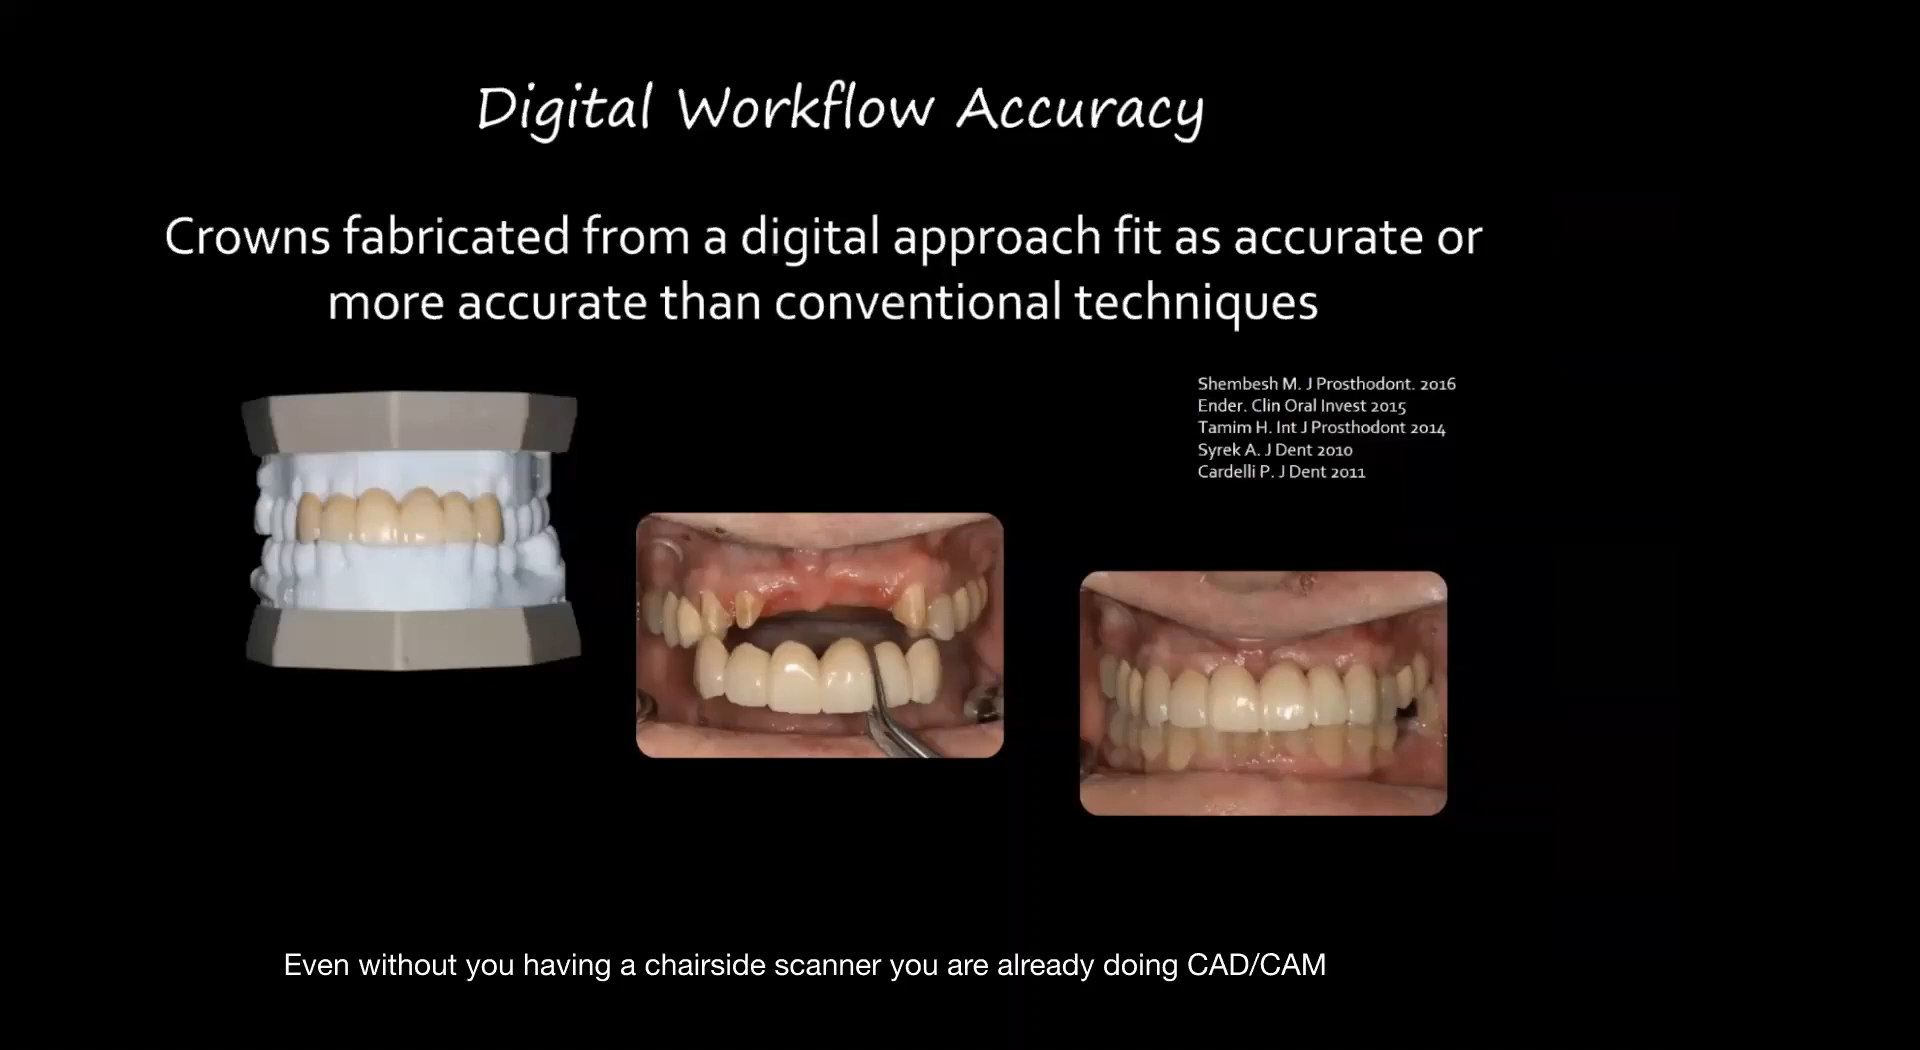 Digital Workflow Accuracy
Crowns fabricated from a digital approach fit as accurate or
more accurate than conventional techniques
Shembesh M. J Prosthodont. 2016
Ender. Clin Oral Invest 2015
Tamim H. Int J Prosthodont 2014
Syrek A. J Dent 2010
Cardelli P. J Dent 2011
Even without you having a chairside scanner you are already doing CAD/CAM